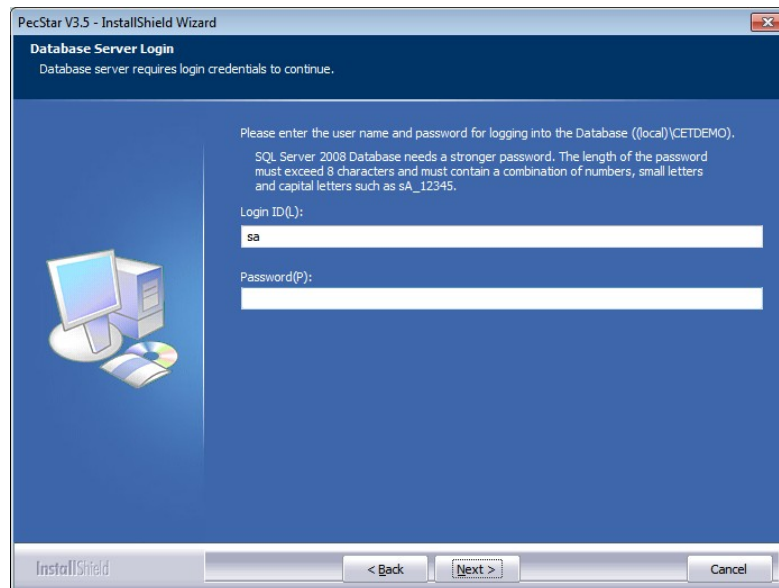 PecStar V3.5 - InstallShield Wizard
Database Server Login
Database server requires login credentials to continue.
Please enter the user name and password for logging into the Database ((local)\CETDEMO).
SQL Server 2008 Database needs a stronger password. The length of the password
must exceed 8 characters and must contain a combination of numbers, small letters
and capital letters such as sA_12345.
Login ID(L):
sa
Password(P):
InstallShield
< Back
Next >
Cancel